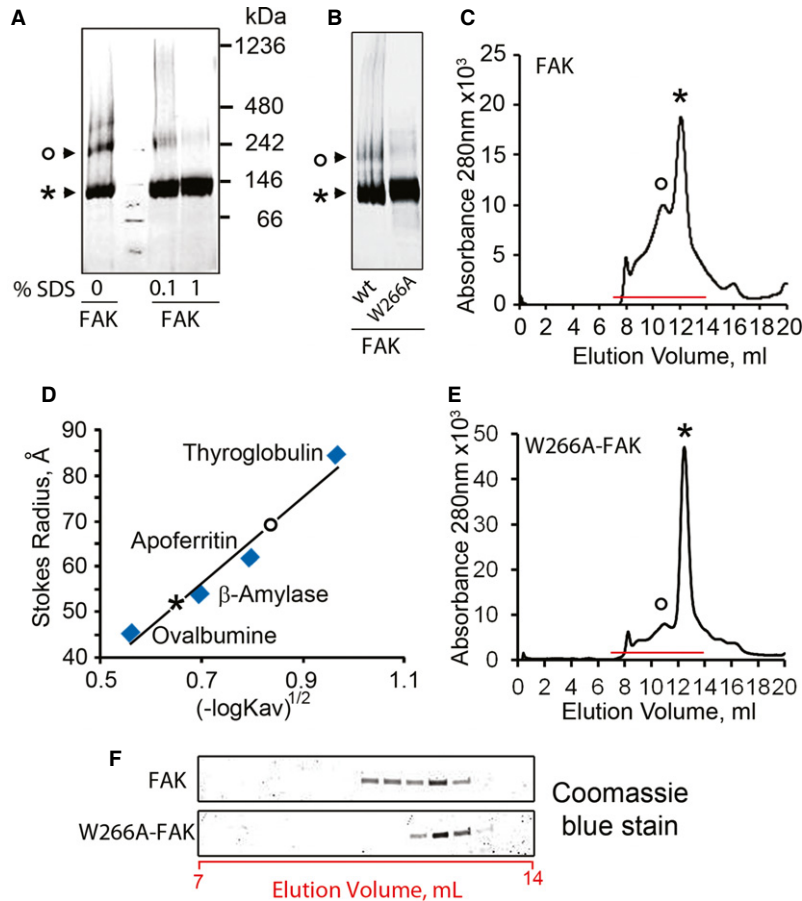 A
kDa
1236
480
242
146
66
% SDS
0
0.1
1
FAK
FAK
B
wt
W266A
FAK
C
Absorbance 280nm x10³
25
20
15
10
5
0
FAK
*
0 2 4 6 8 10 12 14 16 18 20
Elution Volume, ml
D
Stokes Radius, Å
90
80
70
60
50
40
Thyroglobulin
Apoferritin
β-Amylase
*
Ovalbumine
0.5 0.7 0.9 1.1
(-logKav)¹/²
E
Absorbance 280nm x10³
50
40
30
20
10
0
W266A-FAK
*
0 2 4 6 8 10 12 14 16 18 20
Elution Volume, ml
F
FAK
W266A-FAK
Coomassie
blue stain
7
14
Elution Volume, mL